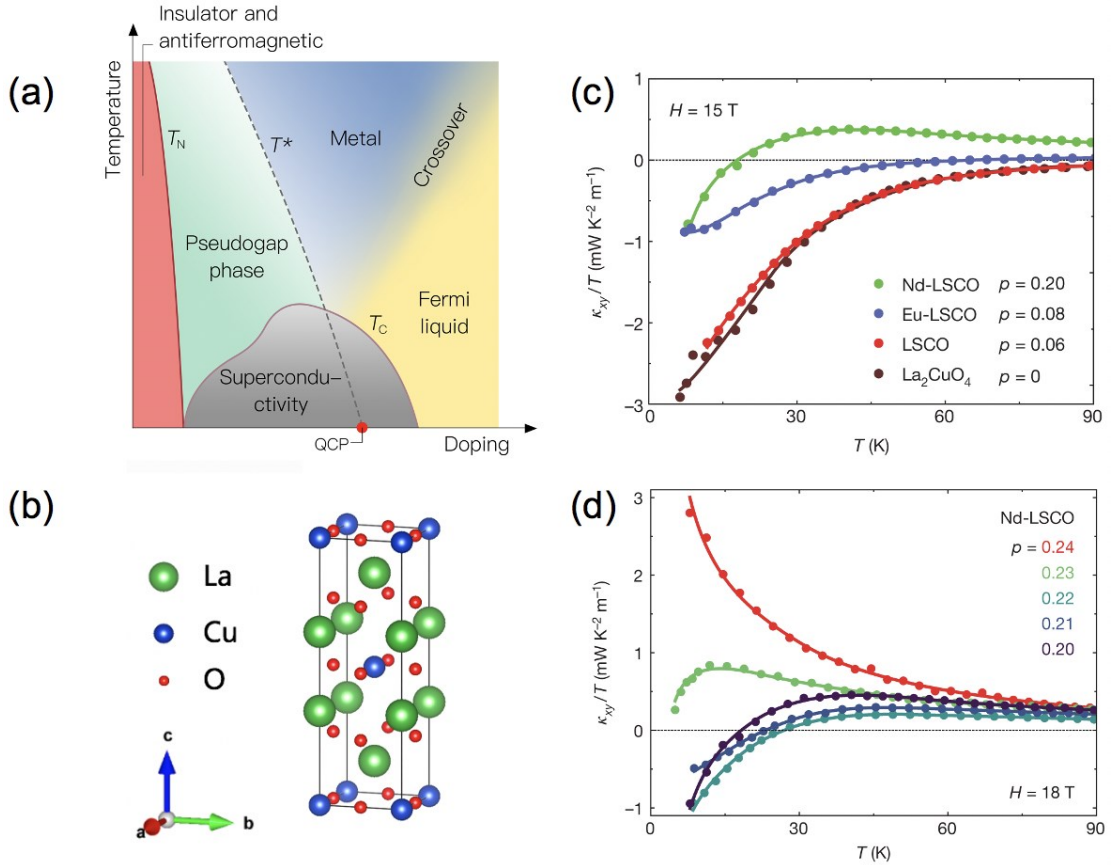 (a)
Insulator and
antiferromagnetic
Temperature
T_N
T*
Metal
Crossover
Pseudogap
phase
Fermi
liquid
T_C
Supercondu–
ctivity
QCP
Doping
(b)
La
Cu
O
c
a
b
(c)
H = 15 T
κ_xy/T (mW K⁻² m⁻¹)
1
0
−1
−2
−3
Nd-LSCO p = 0.20
Eu-LSCO p = 0.08
LSCO p = 0.06
La₂CuO₄ p = 0
0 30 60 90
T (K)
(d)
κ_xy/T (mW K⁻² m⁻¹)
3
2
1
0
−1
Nd-LSCO
p = 0.24
0.23
0.22
0.21
0.20
H = 18 T
0 30 60 90
T (K)